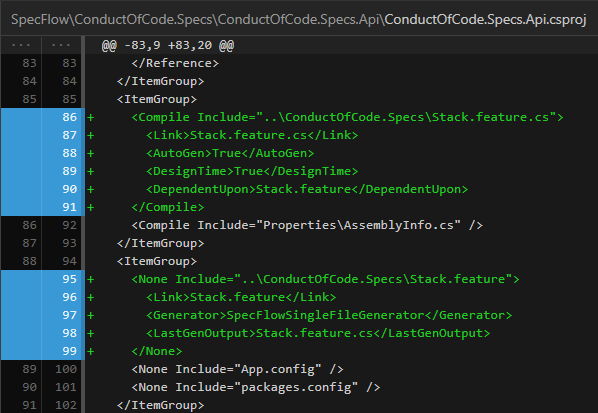 SpecFlow\ConductOfCode.Specs\ConductOfCode.Specs.Api\ConductOfCode.Specs.Api.csproj
... ... @@ -83,9 +83,20 @@
83 83 </Reference>
84 84 </ItemGroup>
85 85 <ItemGroup>
86 + <Compile Include="..\ConductOfCode.Specs\Stack.feature.cs">
87 + <Link>Stack.feature.cs</Link>
88 + <AutoGen>True</AutoGen>
89 + <DesignTime>True</DesignTime>
90 + <DependentUpon>Stack.feature</DependentUpon>
91 + </Compile>
86 92 <Compile Include="Properties\AssemblyInfo.cs" />
87 93 </ItemGroup>
88 94 <ItemGroup>
95 + <None Include="..\ConductOfCode.Specs\Stack.feature">
96 + <Link>Stack.feature</Link>
97 + <Generator>SpecFlowSingleFileGenerator</Generator>
98 + <LastGenOutput>Stack.feature.cs</LastGenOutput>
99 + </None>
89 100 <None Include="App.config" />
90 101 <None Include="packages.config" />
91 102 </ItemGroup>